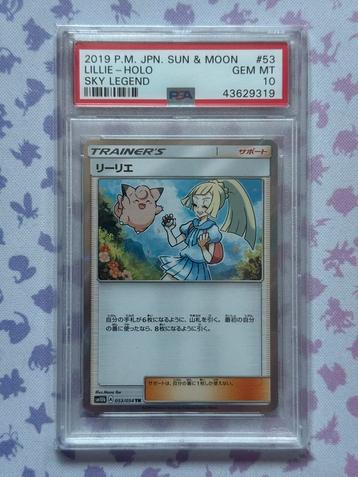 2019 P.M. JPN. SUN & MOON #53
LILLIE-HOLO GEM MT
SKY LEGEND 10
PSA 43629319
TRAINER'S サポート
リーリエ
自分の手札が6枚になるように、山札を引く。最初の自分
の番に使ったなら、8枚になるように引く。
サポートは、自分の番に1枚しか使えない。
053/054 TR